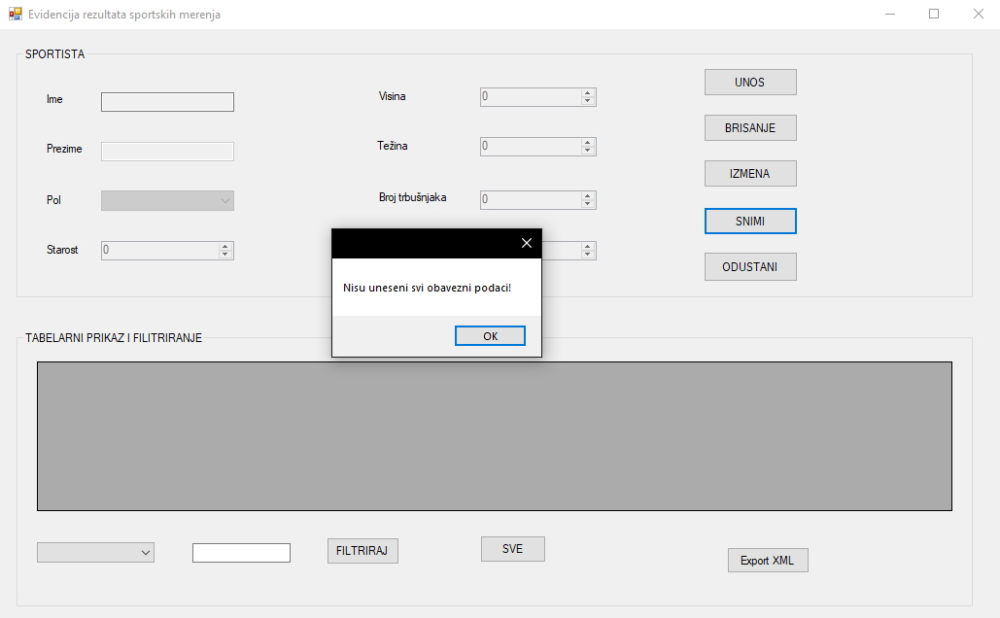 Evidencija rezultata sportskih merenja
SPORTISTA
Ime
Visina
UNOS
0
Prezime
Težina
BRISANJE
0
Pol
Broj trbušnjaka
IZMENA
0
Starost
SNIMI
0
ODUSTANI
Nisu uneseni svi obavezni podaci!
OK
TABELARNI PRIKAZ I FILITRIRANJE
FILTRIRAJ
SVE
Export XML